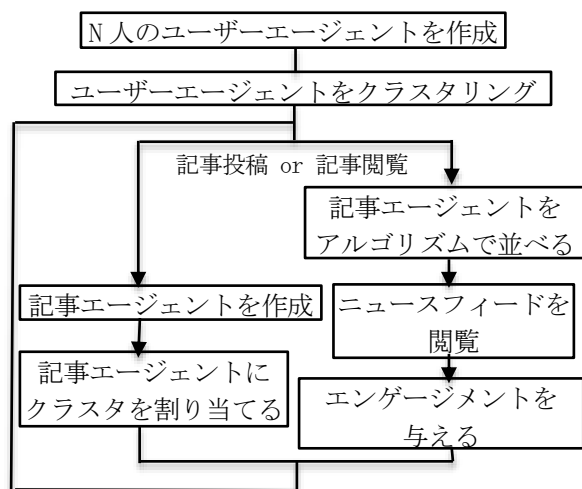 N 人のユーザーエージェントを作成
ユーザーエージェントをクラスタリング
記事投稿 or 記事閲覧
記事エージェントを
アルゴリズムで並べる
記事エージェントを作成
ニュースフィードを
閲覧
記事エージェントに
クラスタを割り当てる
エンゲージメントを
与える